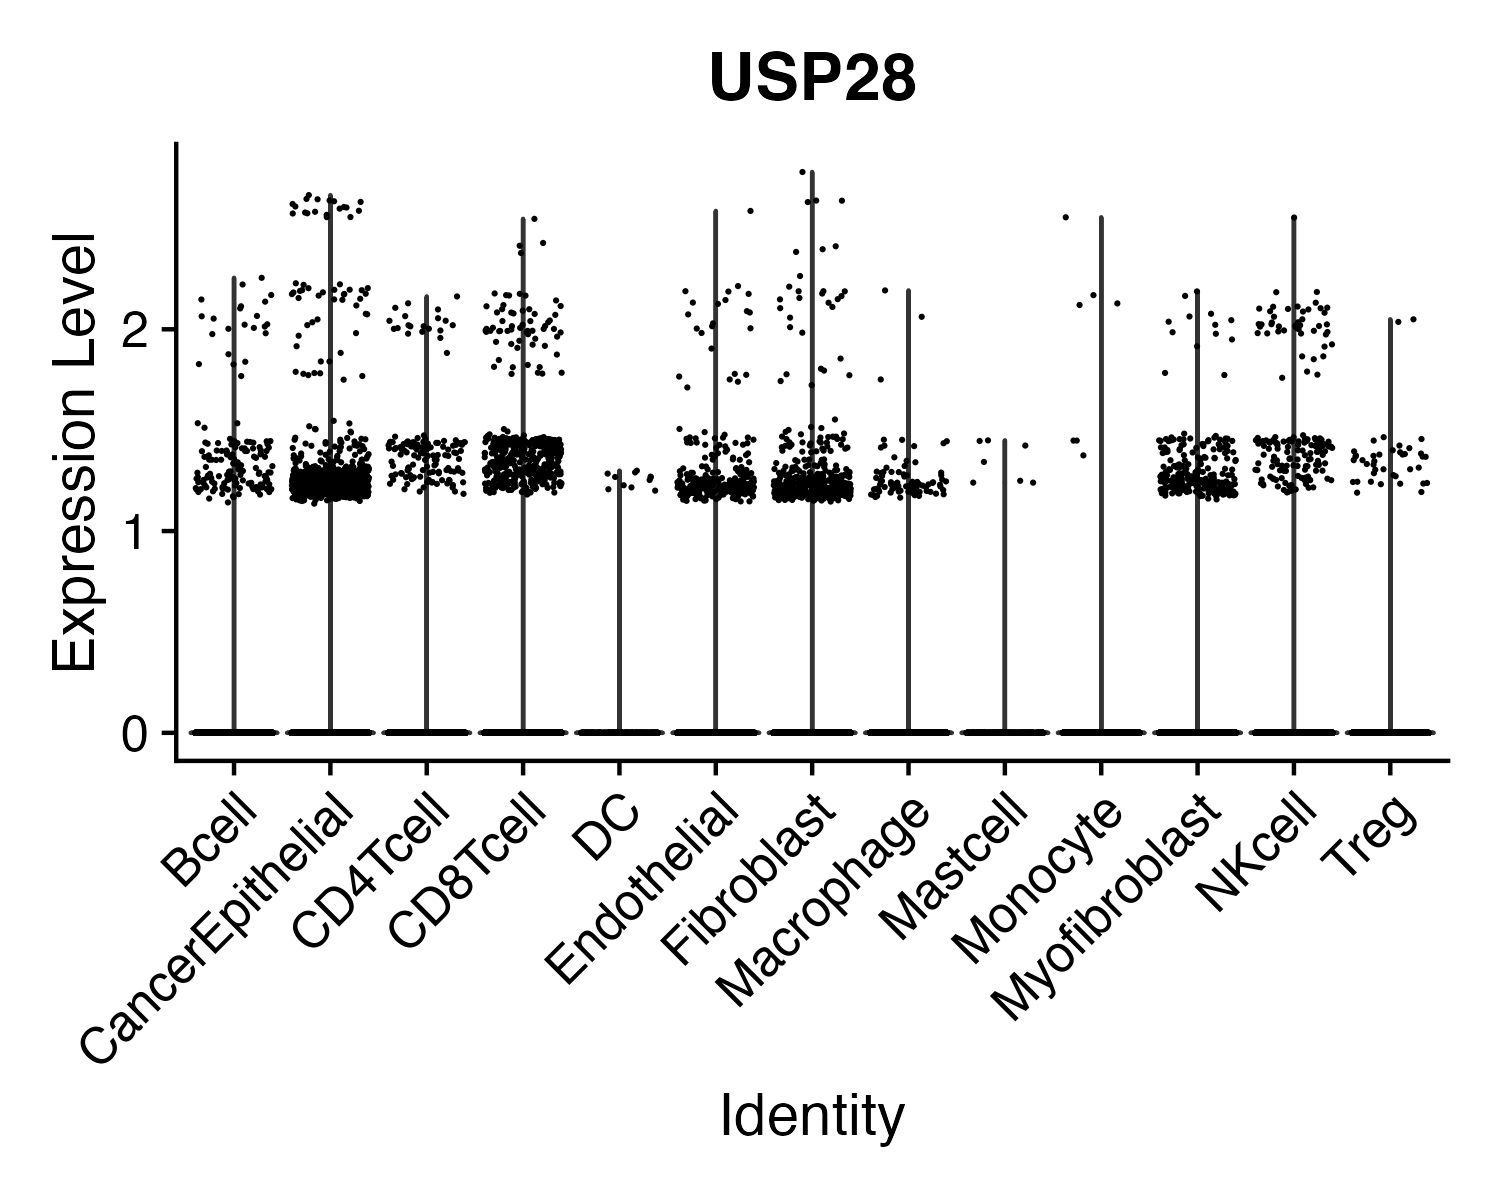 USP28
Expression Level
2
1
0
Bcell
CancerEpithelial
CD4Tcell
CD8Tcell
DC
Endothelial
Fibroblast
Macrophage
Mastcell
Monocyte
Myofibroblast
NKcell
Treg
Identity